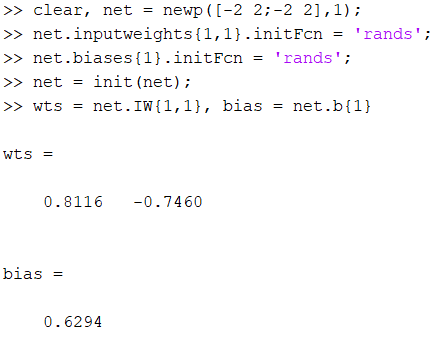 >> clear, net = newp([-2 2;-2 2],1);
>> net.inputweights{1,1}.initFcn = 'rands';
>> net.biases{1}.initFcn = 'rands';
>> net = init(net);
>> wts = net.IW{1,1}, bias = net.b{1}
wts =
0.8116 -0.7460
bias =
0.6294